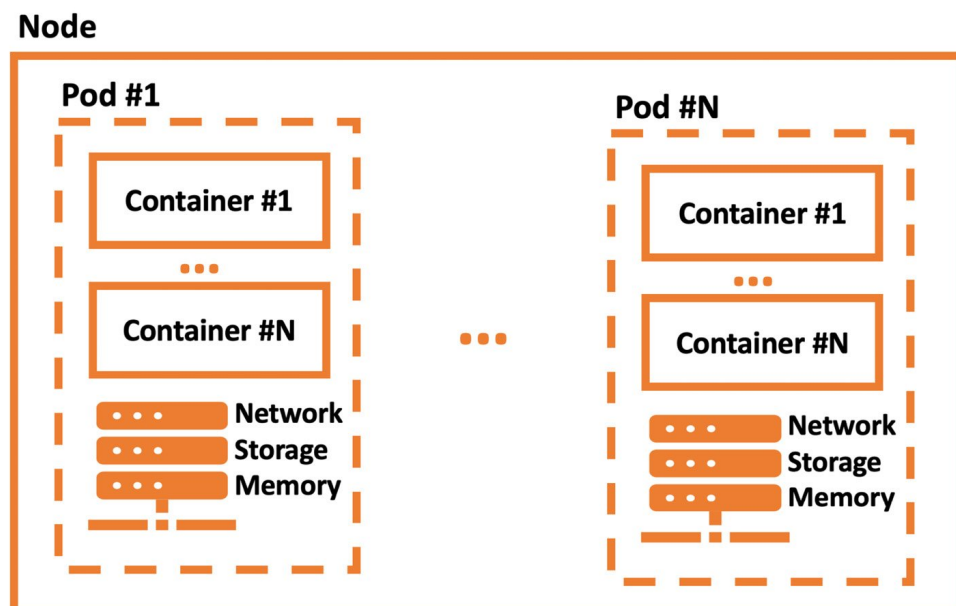 Node
Pod #1
Container #1
...
Container #N
Network
Storage
Memory
...
Pod #N
Container #1
...
Container #N
Network
Storage
Memory